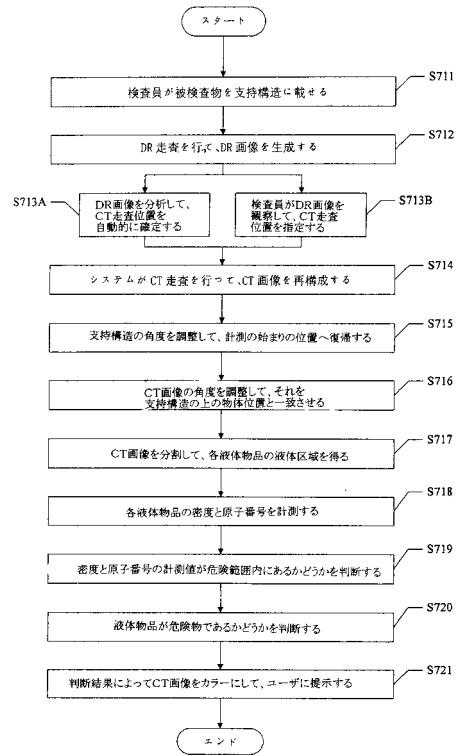 スタート
S711
検査員が被検査物を支持構造に載せる
S712
DR 走査を行って、DR 画像を生成する
S713A
DR画像を分析して、
CT走査位置を
自動的に確定する
S713B
検査員がDR画像を
観察して、CT走査
位置を指定する
S714
システムが CT 走査を行つて、CT 画像を再構成する
S715
支持構造の角度を調整して、計測の始まりの位置へ復帰する
S716
CT画像の角度を調整して、それを
支持構造の上の物体位置と一致させる
S717
CT画像を分割して、各液体物品の液体区域を得る
S718
各液体物品の密度と原子番号を計測する
S719
密度と原子番号の計測値が危険範囲内にあるかどうかを判断する
S720
液体物品が危険物であるかどうかを判断する
S721
判断結果によってCT画像をカラーにして、ユーザに提示する
エンド